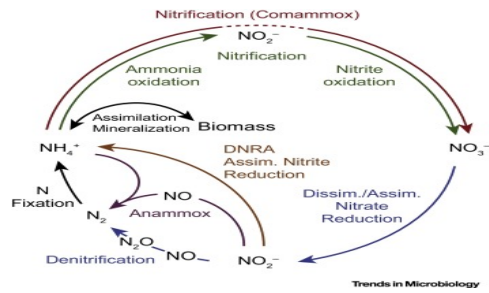 Nitrification (Comammox)
NO₂⁻
Nitrification
Ammonia
oxidation
Nitrite
oxidation
Assimilation
Mineralization
Biomass
NH₄⁺
NO₃⁻
DNRA
Assim. Nitrite
Reduction
N
Fixation
NO
Anammox
Dissim./Assim.
Nitrate
Reduction
N₂
N₂O
NO
NO₂⁻
Denitrification
Trends in Microbiology